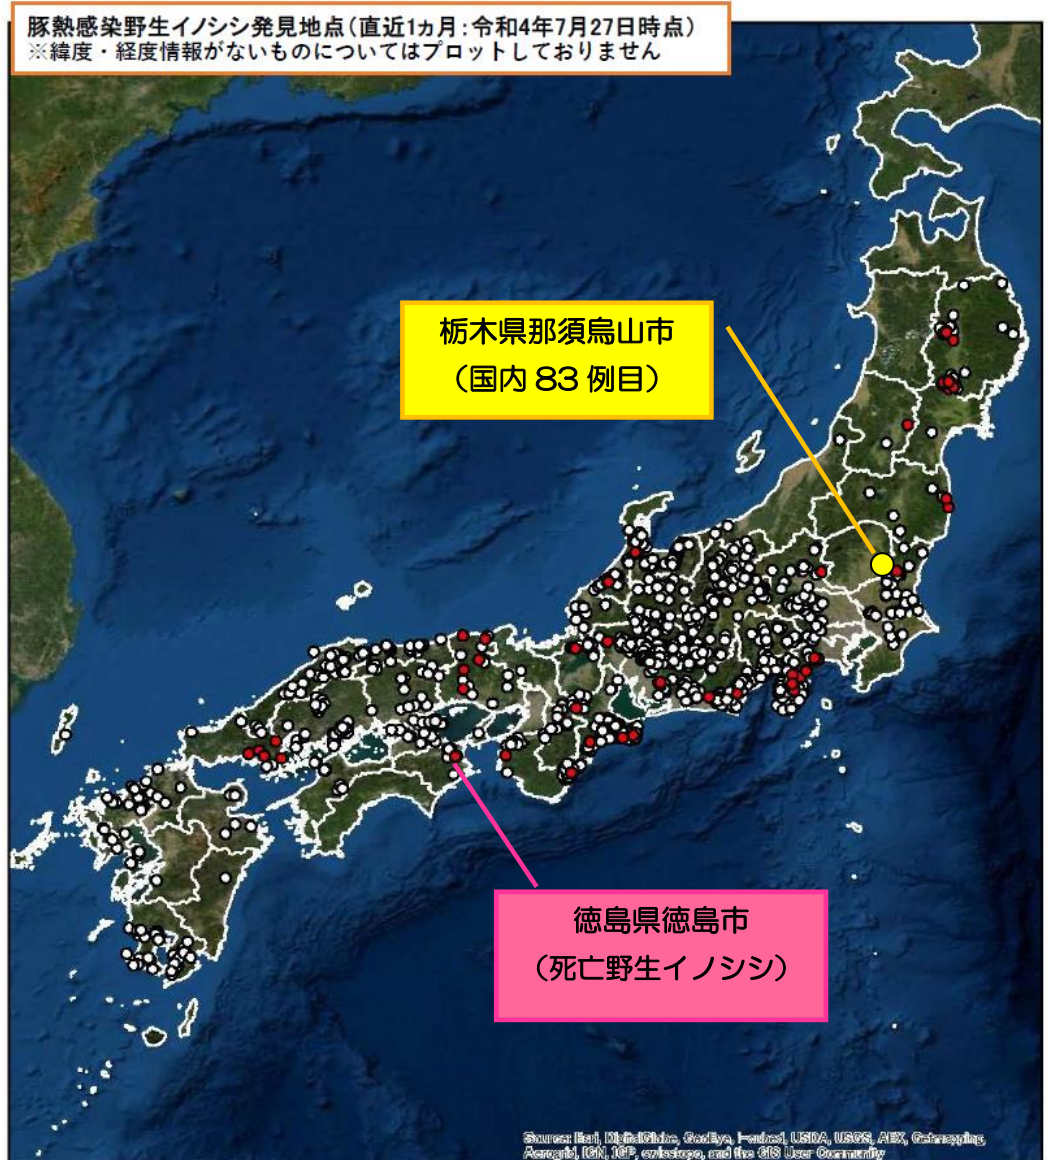 豚熱感染野生イノシシ発見地点(直近1ヵ月:令和4年7月27日時点)
※緯度・経度情報がないものについてはプロットしておりません
栃木県那須烏山市
(国内 83 例目)
徳島県徳島市
(死亡野生イノシシ)
Source: Esri, DigitalGlobe, GeoEye, i-cubed, USDA, USGS, AEX, Getmapping,
Aerogrid, IGN, IGP, swisstopo, and the GIS User Community